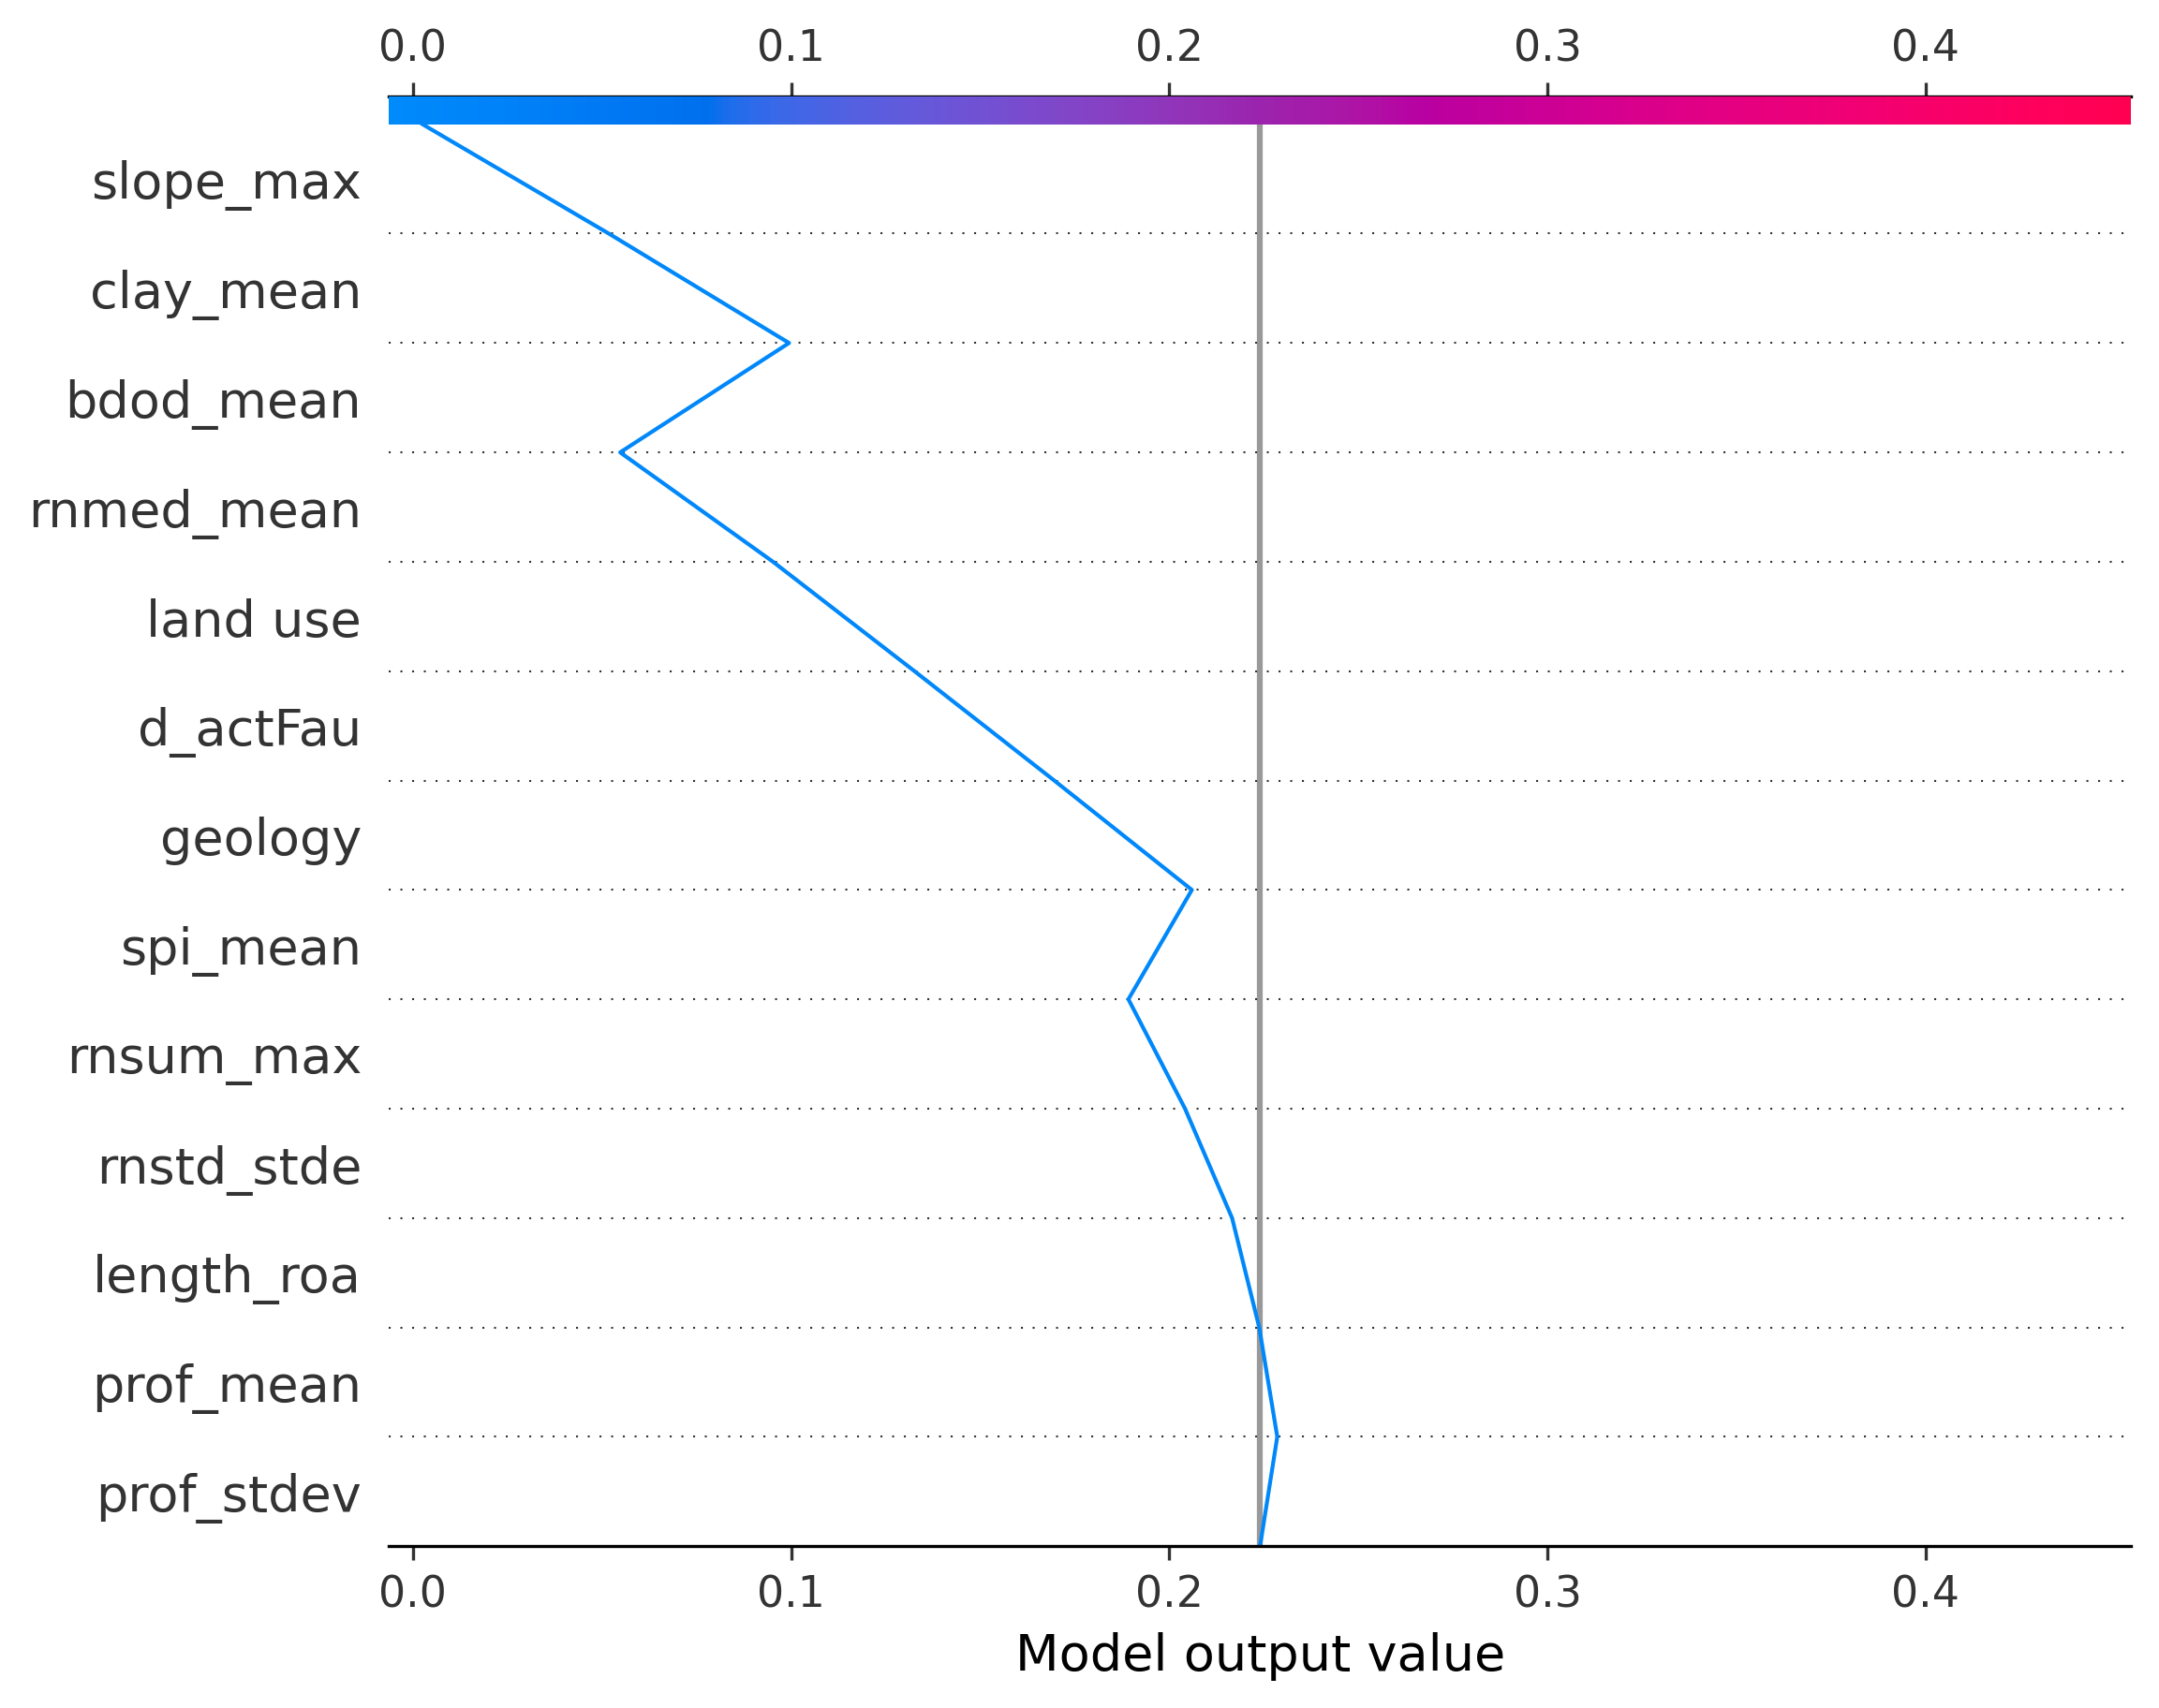 0.0 0.1 0.2 0.3 0.4
slope_max
clay_mean
bdod_mean
rnmed_mean
land use
d_actFau
geology
spi_mean
rnsum_max
rnstd_stde
length_roa
prof_mean
prof_stdev
0.0 0.1 0.2 0.3 0.4
Model output value